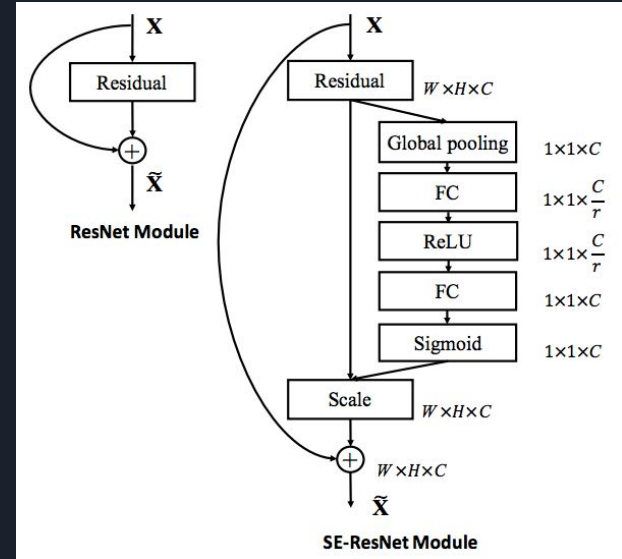 X
Residual
+
X̃
ResNet Module
X
Residual
W×H×C
Global pooling
1×1×C
FC
1×1×C/r
ReLU
1×1×C/r
FC
1×1×C
Sigmoid
1×1×C
Scale
W×H×C
+
W×H×C
X̃
SE-ResNet Module